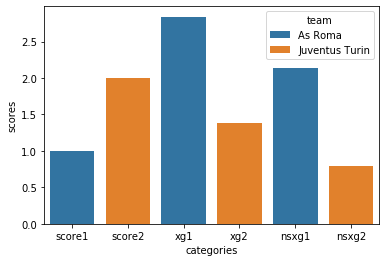 team
As Roma
Juventus Turin
scores
2.5
2.0
1.5
1.0
0.5
0.0
score1 score2 xg1 xg2 nsxg1 nsxg2
categories